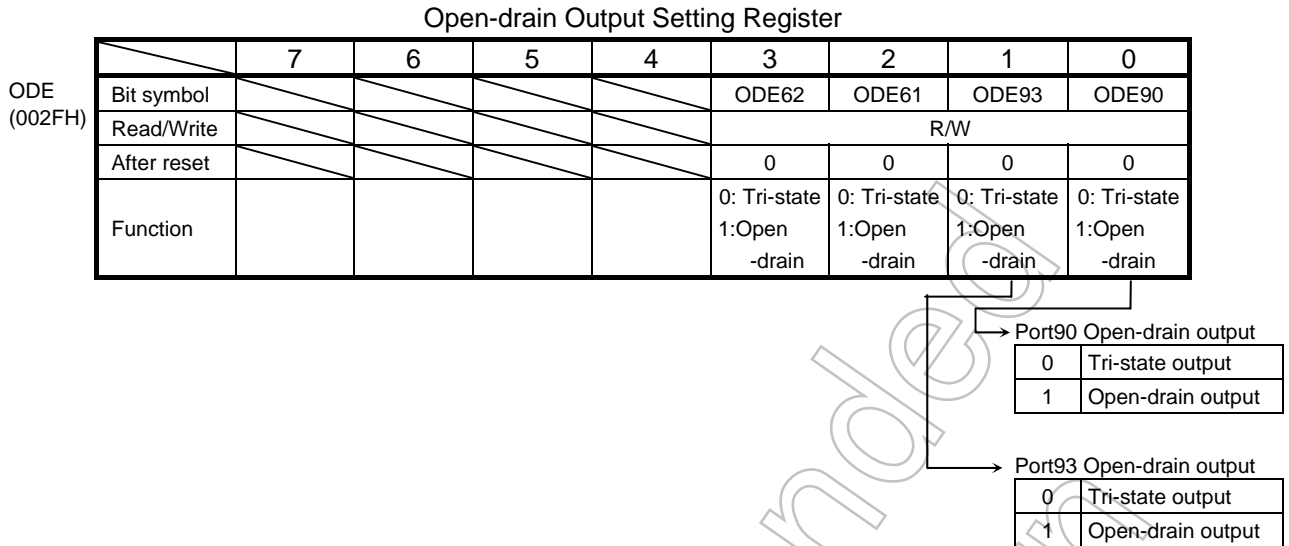 Open-drain Output Setting Register
7 6 5 4 3 2 1 0
ODE
(002FH)
Bit symbol ODE62 ODE61 ODE93 ODE90
Read/Write R/W
After reset 0 0 0 0
Function
0: Tri-state 0: Tri-state 0: Tri-state 0: Tri-state
1:Open 1:Open 1:Open 1:Open
-drain -drain -drain -drain
Port90 Open-drain output
0 Tri-state output
1 Open-drain output
Port93 Open-drain output
0 Tri-state output
1 Open-drain output